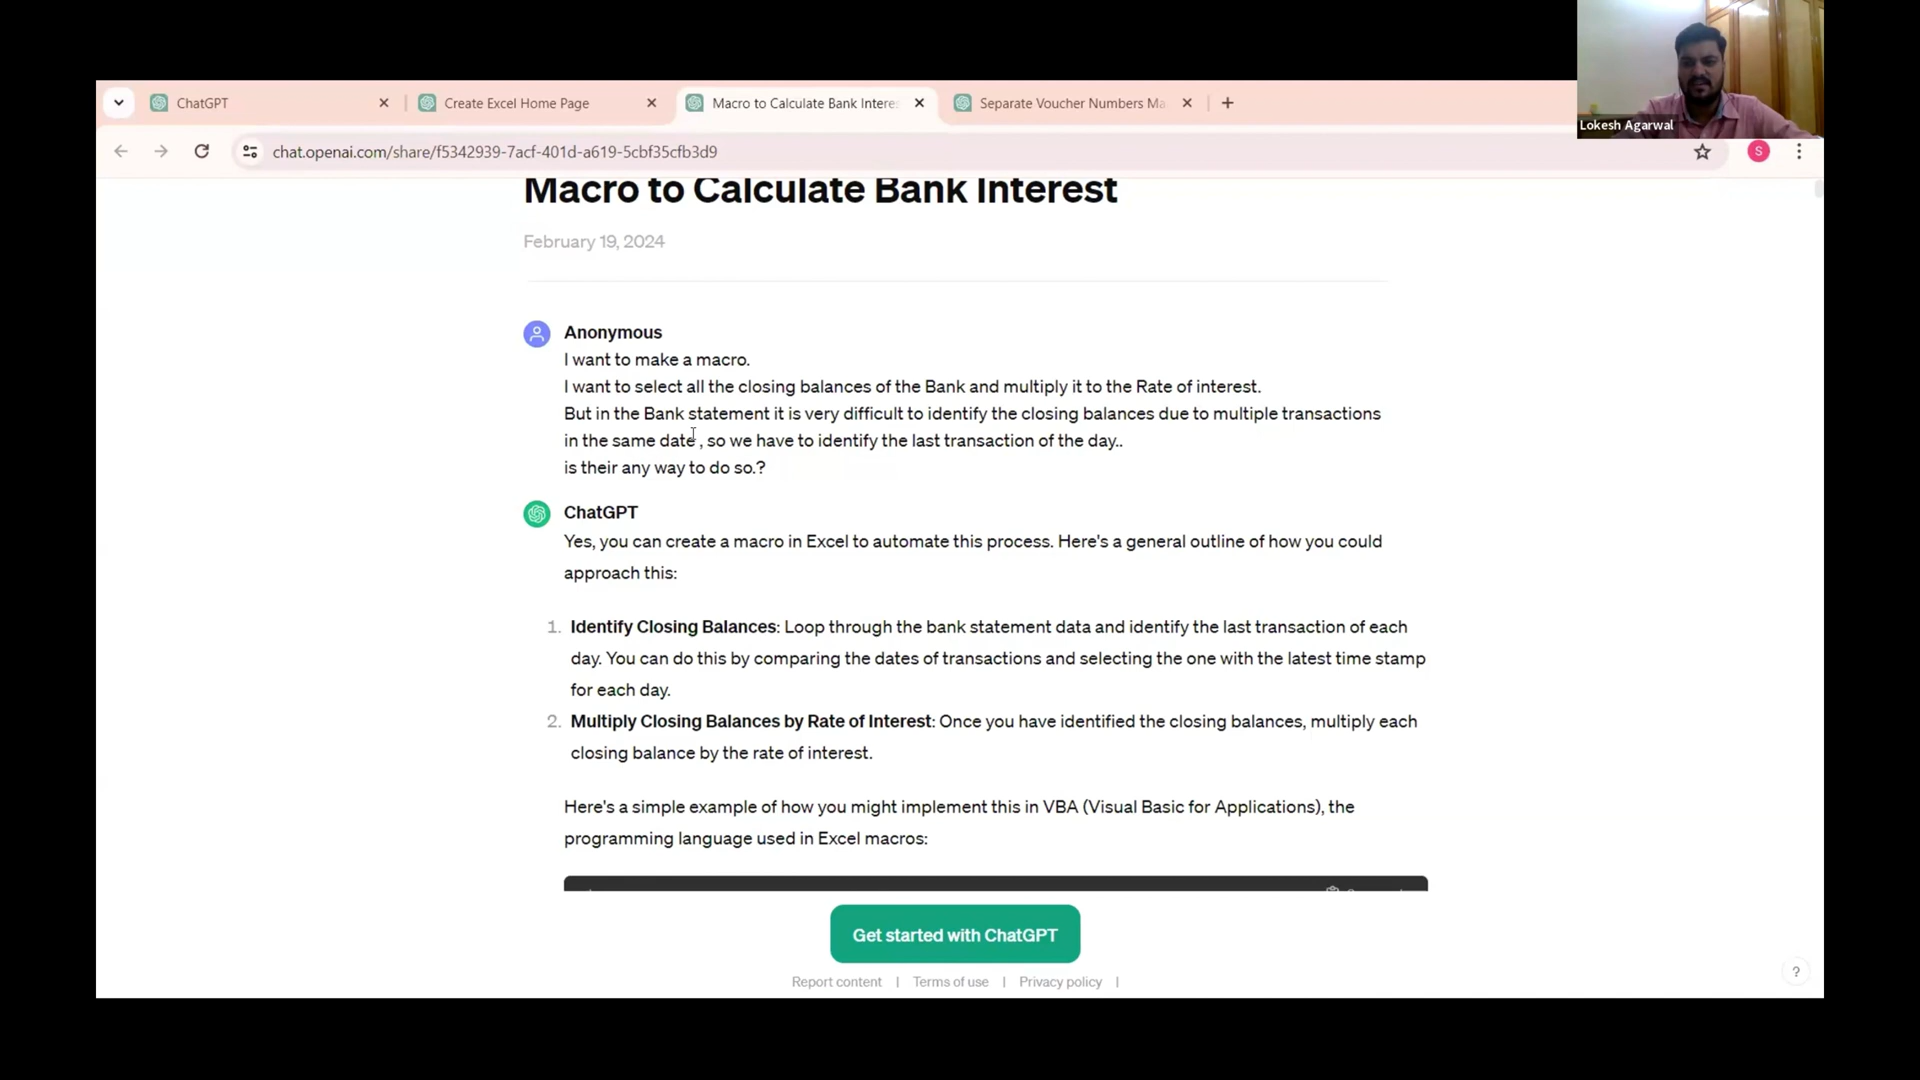 Lokesh Agarwal
ChatGPT
Create Excel Home Page
Macro to Calculate Bank Intere
Separate Voucher Numbers Ma
chat.openai.com/share/f5342939-7acf-401d-a619-5cbf35cfb3d9
S
Macro to Calculate Bank Interest
February 19, 2024
Anonymous
I want to make a macro.
I want to select all the closing balances of the Bank and multiply it to the Rate of interest.
But in the Bank statement it is very difficult to identify the closing balances due to multiple transactions
in the same date , so we have to identify the last transaction of the day..
is their any way to do so.?
ChatGPT
Yes, you can create a macro in Excel to automate this process. Here's a general outline of how you could
approach this:
1. Identify Closing Balances: Loop through the bank statement data and identify the last transaction of each
day. You can do this by comparing the dates of transactions and selecting the one with the latest time stamp
for each day.
2. Multiply Closing Balances by Rate of Interest: Once you have identified the closing balances, multiply each
closing balance by the rate of interest.
Here's a simple example of how you might implement this in VBA (Visual Basic for Applications), the
programming language used in Excel macros:
Get started with ChatGPT
Report content | Terms of use | Privacy policy |
?